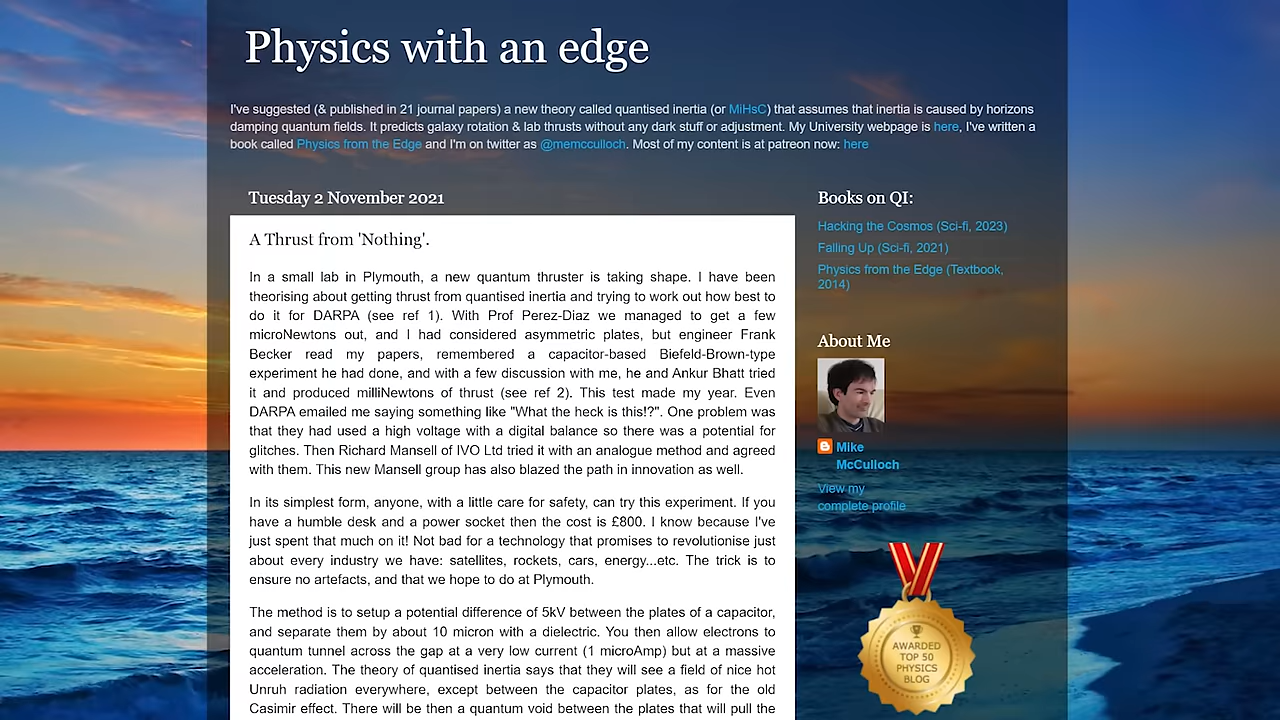 Physics with an edge
I've suggested (& published in 21 journal papers) a new theory called quantised inertia (or MiHsC) that assumes that inertia is caused by horizons
damping quantum fields. It predicts galaxy rotation & lab thrusts without any dark stuff or adjustment. My University webpage is here, I've written a
book called Physics from the Edge and I'm on twitter as @memcculloch. Most of my content is at patreon now: here
Tuesday 2 November 2021
A Thrust from 'Nothing'.
In a small lab in Plymouth, a new quantum thruster is taking shape. I have been
theorising about getting thrust from quantised inertia and trying to work out how best to
do it for DARPA (see ref 1). With Prof Perez-Diaz we managed to get a few
microNewtons out, and I had considered asymmetric plates, but engineer Frank
Becker read my papers, remembered a capacitor-based Biefeld-Brown-type
experiment he had done, and with a few discussion with me, he and Ankur Bhatt tried
it and produced milliNewtons of thrust (see ref 2). This test made my year. Even
DARPA emailed me saying something like "What the heck is this!?". One problem was
that they had used a high voltage with a digital balance so there was a potential for
glitches. Then Richard Mansell of IVO Ltd tried it with an analogue method and agreed
with them. This new Mansell group has also blazed the path in innovation as well.
In its simplest form, anyone, with a little care for safety, can try this experiment. If you
have a humble desk and a power socket then the cost is £800. I know because I've
just spent that much on it! Not bad for a technology that promises to revolutionise just
about every industry we have: satellites, rockets, cars, energy...etc. The trick is to
ensure no artefacts, and that we hope to do at Plymouth.
The method is to setup a potential difference of 5kV between the plates of a capacitor,
and separate them by about 10 micron with a dielectric. You then allow electrons to
quantum tunnel across the gap at a very low current (1 microAmp) but at a massive
acceleration. The theory of quantised inertia says that they will see a field of nice hot
Unruh radiation everywhere, except between the capacitor plates, as for the old
Casimir effect. There will be then a quantum void between the plates that will pull the
Books on QI:
Hacking the Cosmos (Sci-fi, 2023)
Falling Up (Sci-fi, 2021)
Physics from the Edge (Textbook,
2014)
About Me
Mike
McCulloch
View my
complete profile
AWARDED
TOP 50
PHYSICS
BLOG